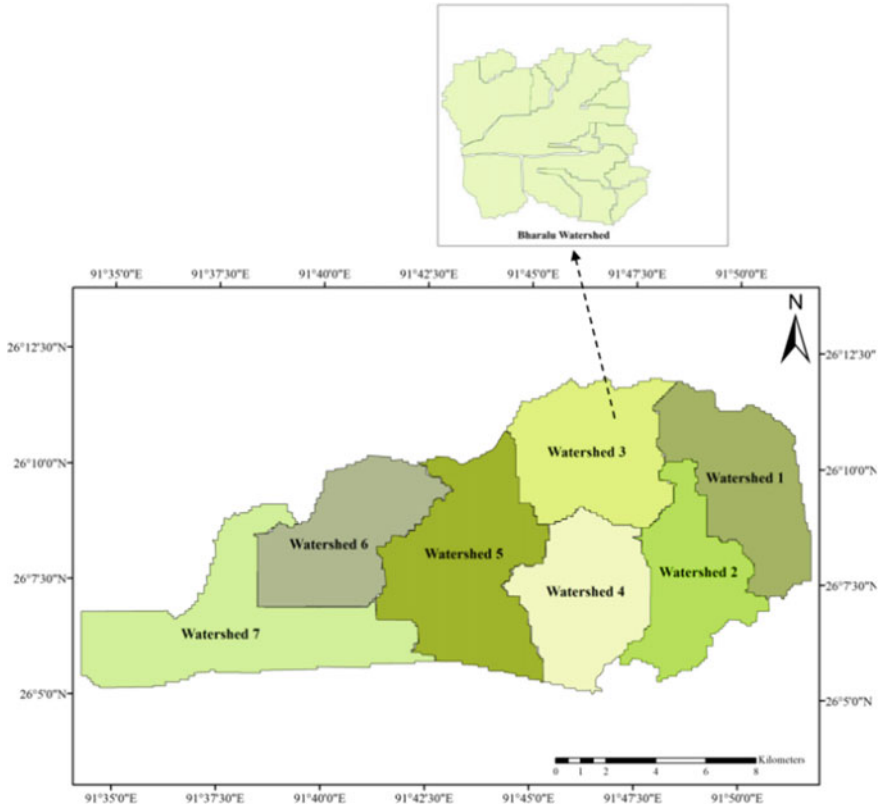 Bharalu Watershed
91°35'0"E 91°37'30"E 91°40'0"E 91°42'30"E 91°45'0"E 91°47'30"E 91°50'0"E
N
26°12'30"N 26°12'30"N
Watershed 3
26°10'0"N 26°10'0"N
Watershed 1
Watershed 6
Watershed 5
Watershed 2
26°7'30"N 26°7'30"N
Watershed 4
Watershed 7
26°5'0"N 26°5'0"N
Kilometers
0 1 2 4 6 8
91°35'0"E 91°37'30"E 91°40'0"E 91°42'30"E 91°45'0"E 91°47'30"E 91°50'0"E